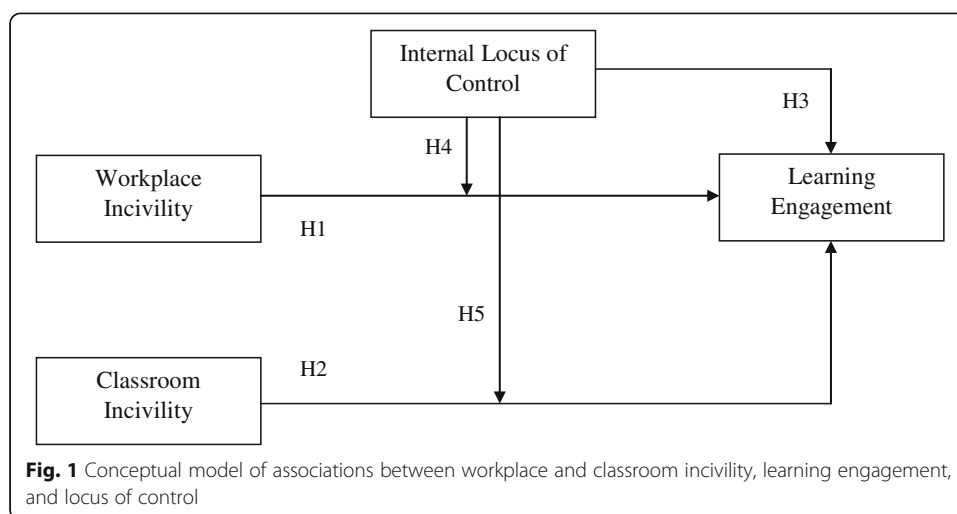 Internal Locus of
Control
H3
H4
Workplace
Incivility
Learning
Engagement
H1
H5
H2
Classroom
Incivility
Fig. 1 Conceptual model of associations between workplace and classroom incivility, learning engagement,
and locus of control